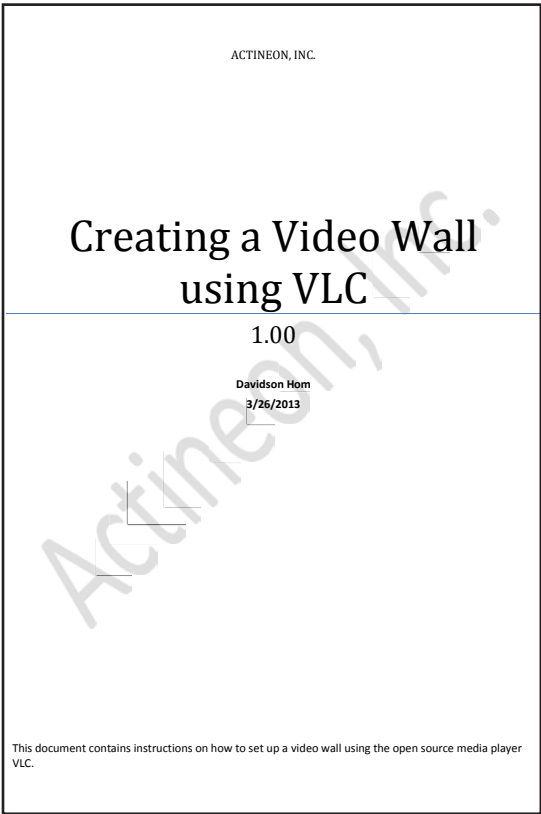 ACTINEON, INC.
Creating a Video Wall
using VLC
1.00
Davidson Hom
3/26/2013
Actineon, Inc.
This document contains instructions on how to set up a video wall using the open source media player
VLC.